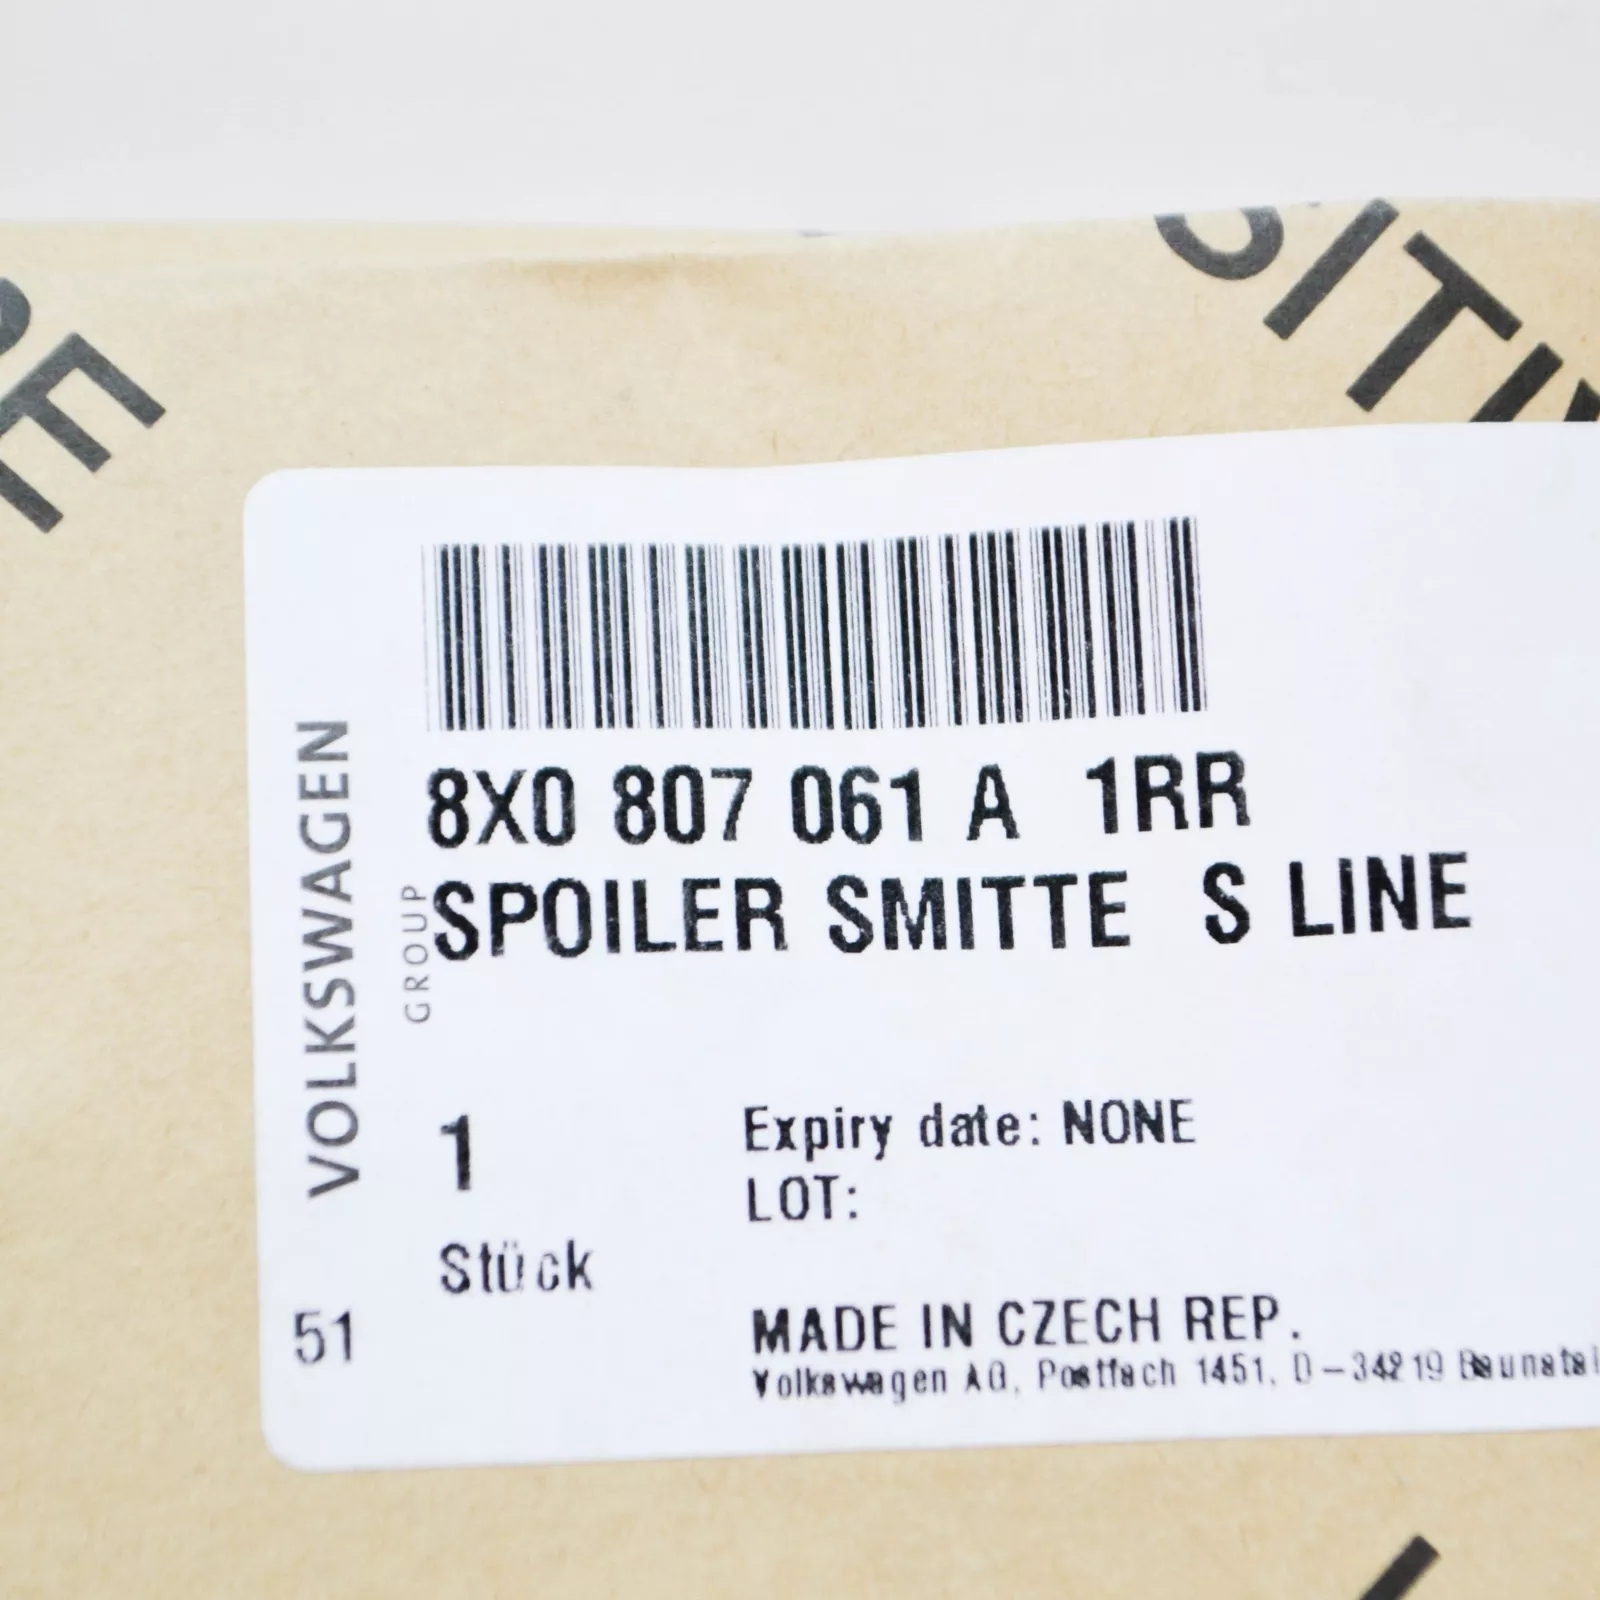 8X0 807 061 A 1RR
SPOILER SMITTE S LINE
VOLKSWAGEN
GROUP
1
Stück
Expiry date: NONE
LOT:
51
MADE IN CZECH REP.
Volkswagen AG, Postfach 1451, D-34219 Baunatal